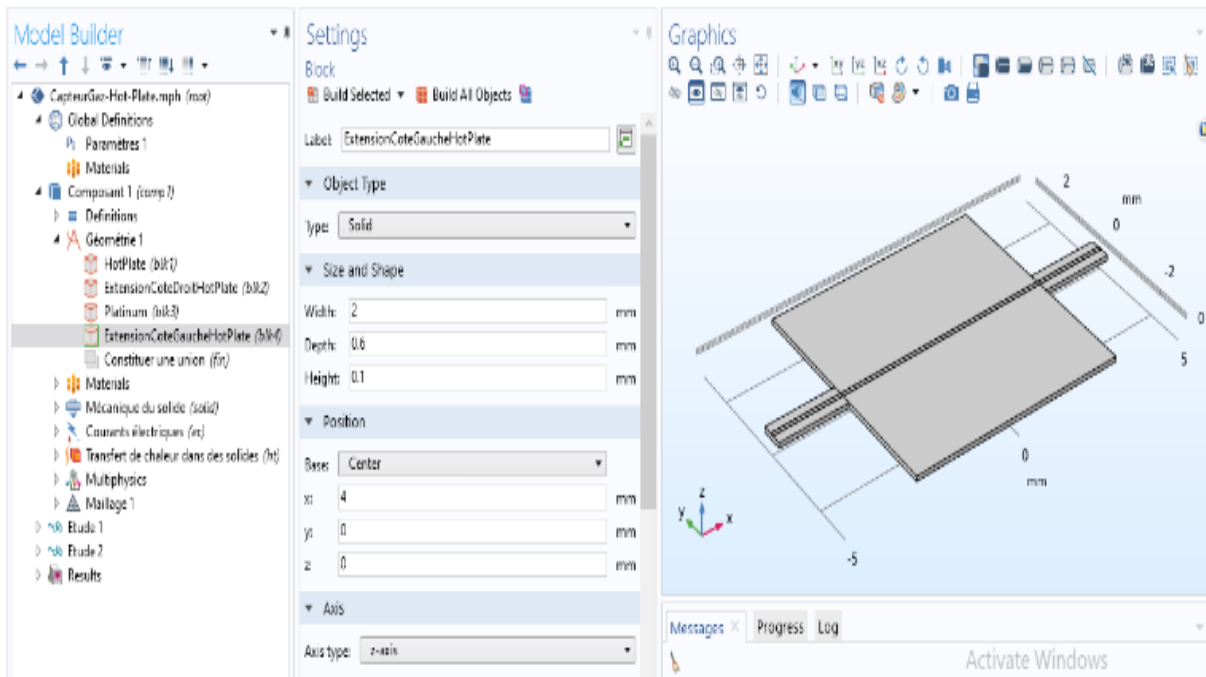 Model Builder
CapteurGaz-Hot-Plate.mph (root)
Global Definitions
Pi Paramètres 1
Materials
Composant 1 (comp1)
Definitions
Géométrie 1
HotPlate (blk1)
ExtensionCoteDroitHotPlate (blk2)
Platinum (blk3)
ExtensionCoteGaucheHotPlate (blk4)
Constituer une union (fin)
Materials
Mécanique du solide (solid)
Courants électriques (ec)
Transfert de chaleur dans des solides (ht)
Multiphysics
Maillage 1
Etude 1
Etude 2
Results
Settings
Block
Build Selected
Build All Objects
Label: ExtensionCoteGaucheHotPlate
Object Type
Type: Solid
Size and Shape
Width: 2 mm
Depth: 0.6 mm
Height: 0.1 mm
Position
Base: Center
x: 4 mm
y: 0 mm
z: 0 mm
Axis
Axis type: z-axis
Graphics
2
mm
0
-2
0
5
0
mm
-5
z
y
x
Messages
Progress
Log
Activate Windows